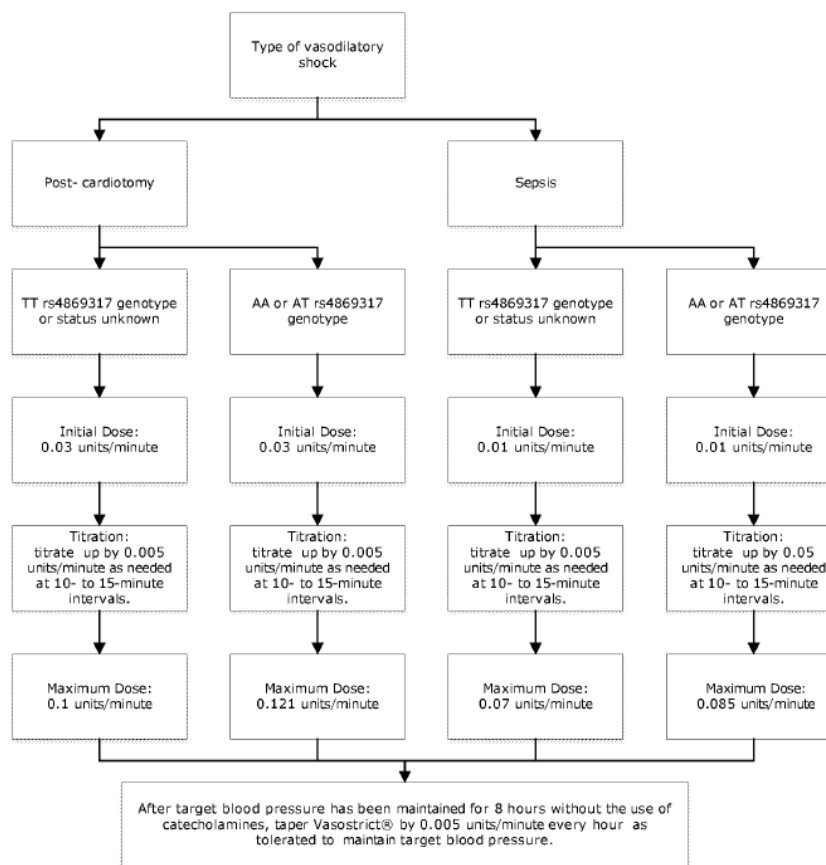 Type of vasodilatory
shock
Post- cardiotomy
Sepsis
TT rs4869317 genotype
or status unknown
AA or AT rs4869317
genotype
TT rs4869317 genotype
or status unknown
AA or AT rs4869317
genotype
Initial Dose:
0.03 units/minute
Initial Dose:
0.03 units/minute
Initial Dose:
0.01 units/minute
Initial Dose:
0.01 units/minute
Titration:
titrate up by 0.005
units/minute as needed
at 10- to 15-minute
intervals.
Titration:
titrate up by 0.005
units/minute as needed
at 10- to 15-minute
intervals.
Titration:
titrate up by 0.005
units/minute as needed
at 10- to 15-minute
intervals.
Titration:
titrate up by 0.05
units/minute as needed
at 10- to 15-minute
intervals.
Maximum Dose:
0.1 units/minute
Maximum Dose:
0.121 units/minute
Maximum Dose:
0.07 units/minute
Maximum Dose:
0.085 units/minute
After target blood pressure has been maintained for 8 hours without the use of
catecholamines, taper Vasostrict® by 0.005 units/minute every hour as
tolerated to maintain target blood pressure.